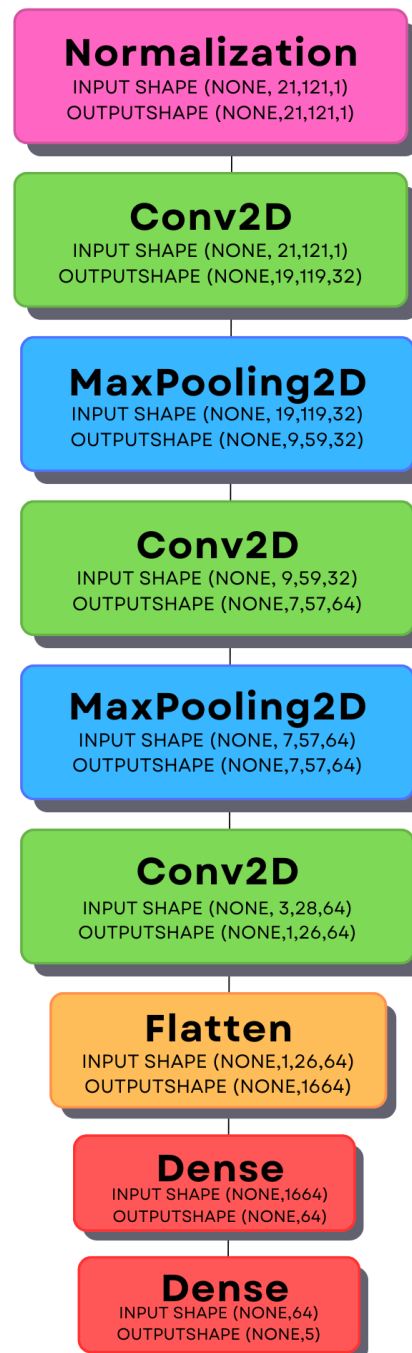 Normalization
INPUT SHAPE (NONE, 21,121,1)
OUTPUTSHAPE (NONE,21,121,1)
Conv2D
INPUT SHAPE (NONE, 21,121,1)
OUTPUTSHAPE (NONE,19,119,32)
MaxPooling2D
INPUT SHAPE (NONE, 19,119,32)
OUTPUTSHAPE (NONE,9,59,32)
Conv2D
INPUT SHAPE (NONE, 9,59,32)
OUTPUTSHAPE (NONE,7,57,64)
MaxPooling2D
INPUT SHAPE (NONE, 7,57,64)
OUTPUTSHAPE (NONE,7,57,64)
Conv2D
INPUT SHAPE (NONE, 3,28,64)
OUTPUTSHAPE (NONE,1,26,64)
Flatten
INPUT SHAPE (NONE,1,26,64)
OUTPUTSHAPE (NONE,1664)
Dense
INPUT SHAPE (NONE,1664)
OUTPUTSHAPE (NONE,64)
Dense
INPUT SHAPE (NONE,64)
OUTPUTSHAPE (NONE,5)